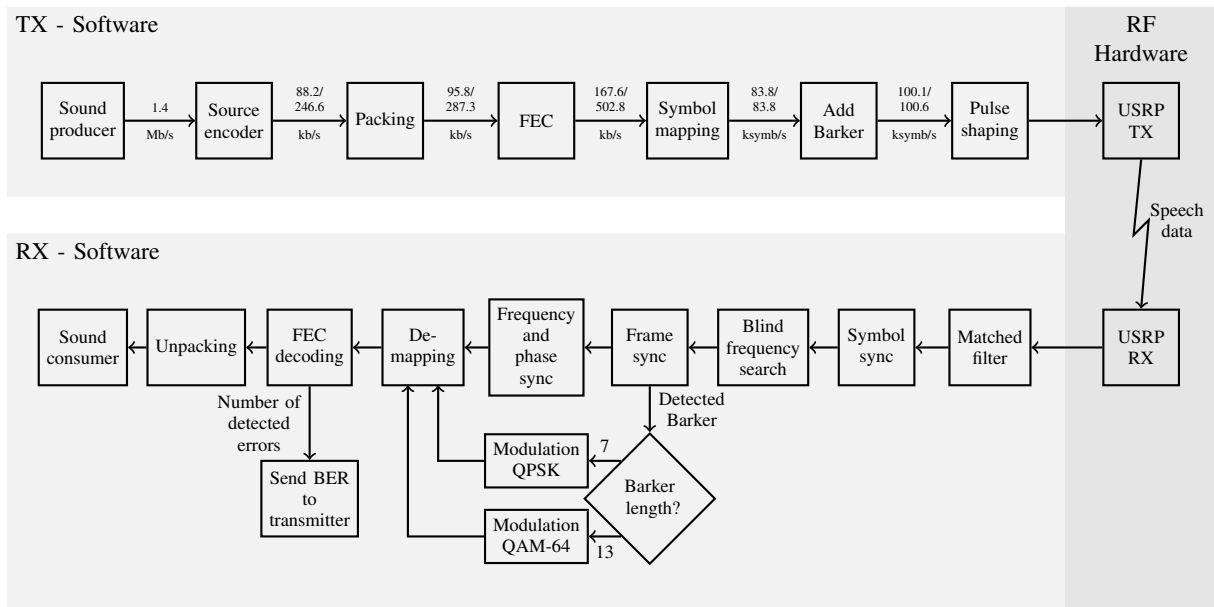 TX - Software
RF
Hardware
Sound
producer
1.4
Mb/s
Source
encoder
88.2/
246.6
kb/s
Packing
95.8/
287.3
kb/s
FEC
167.6/
502.8
kb/s
Symbol
mapping
83.8/
83.8
ksymb/s
Add
Barker
100.1/
100.6
ksymb/s
Pulse
shaping
USRP
TX
Speech
data
RX - Software
Sound
consumer
Unpacking
FEC
decoding
De-
mapping
Frequency
and
phase
sync
Frame
sync
Blind
frequency
search
Symbol
sync
Matched
filter
USRP
RX
Number of
detected
errors
Detected
Barker
Send BER
to
transmitter
Modulation
QPSK
7
Barker
length?
Modulation
QAM-64
13